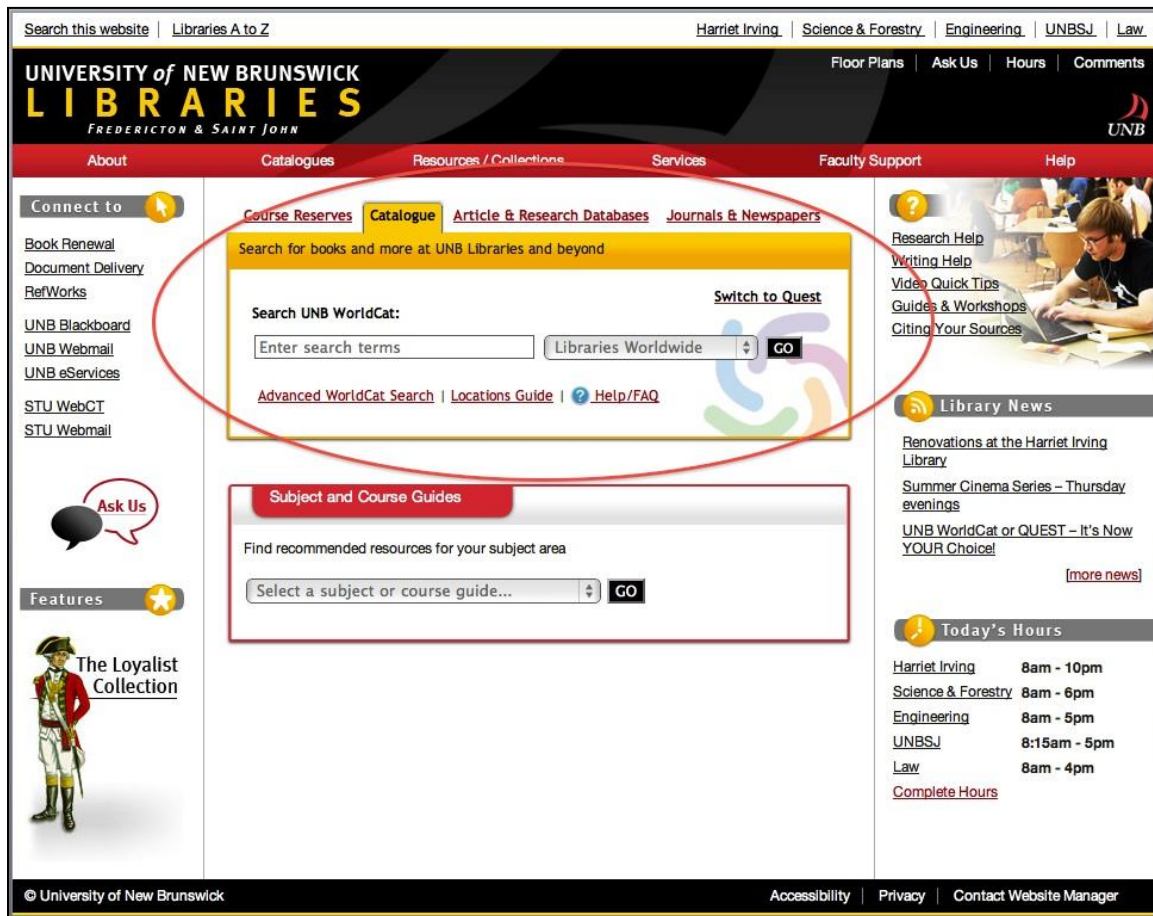 Search this website | Libraries A to Z
Harriet Irving | Science & Forestry | Engineering | UNBSJ | Law
Floor Plans | Ask Us | Hours | Comments
UNIVERSITY of NEW BRUNSWICK
LIBRARIES
FREDERICTON & SAINT JOHN
UNB
About Catalogues Resources / Collections Services Faculty Support Help
Connect to
Book Renewal
Document Delivery
RefWorks
UNB Blackboard
UNB Webmail
UNB eServices
STU WebCT
STU Webmail
Ask Us
Features
The Loyalist
Collection
Course Reserves Catalogue Article & Research Databases Journals & Newspapers
Search for books and more at UNB Libraries and beyond
Switch to Quest
Search UNB WorldCat:
Enter search terms Libraries Worldwide GO
Advanced WorldCat Search | Locations Guide | ? Help/FAQ
Subject and Course Guides
Find recommended resources for your subject area
Select a subject or course guide... GO
?
Research Help
Writing Help
Video Quick Tips
Guides & Workshops
Citing Your Sources
Library News
Renovations at the Harriet Irving
Library
Summer Cinema Series – Thursday
evenings
UNB WorldCat or QUEST – It's Now
YOUR Choice!
[more news]
Today's Hours
Harriet Irving 8am - 10pm
Science & Forestry 8am - 6pm
Engineering 8am - 5pm
UNBSJ 8:15am - 5pm
Law 8am - 4pm
Complete Hours
© University of New Brunswick
Accessibility | Privacy | Contact Website Manager